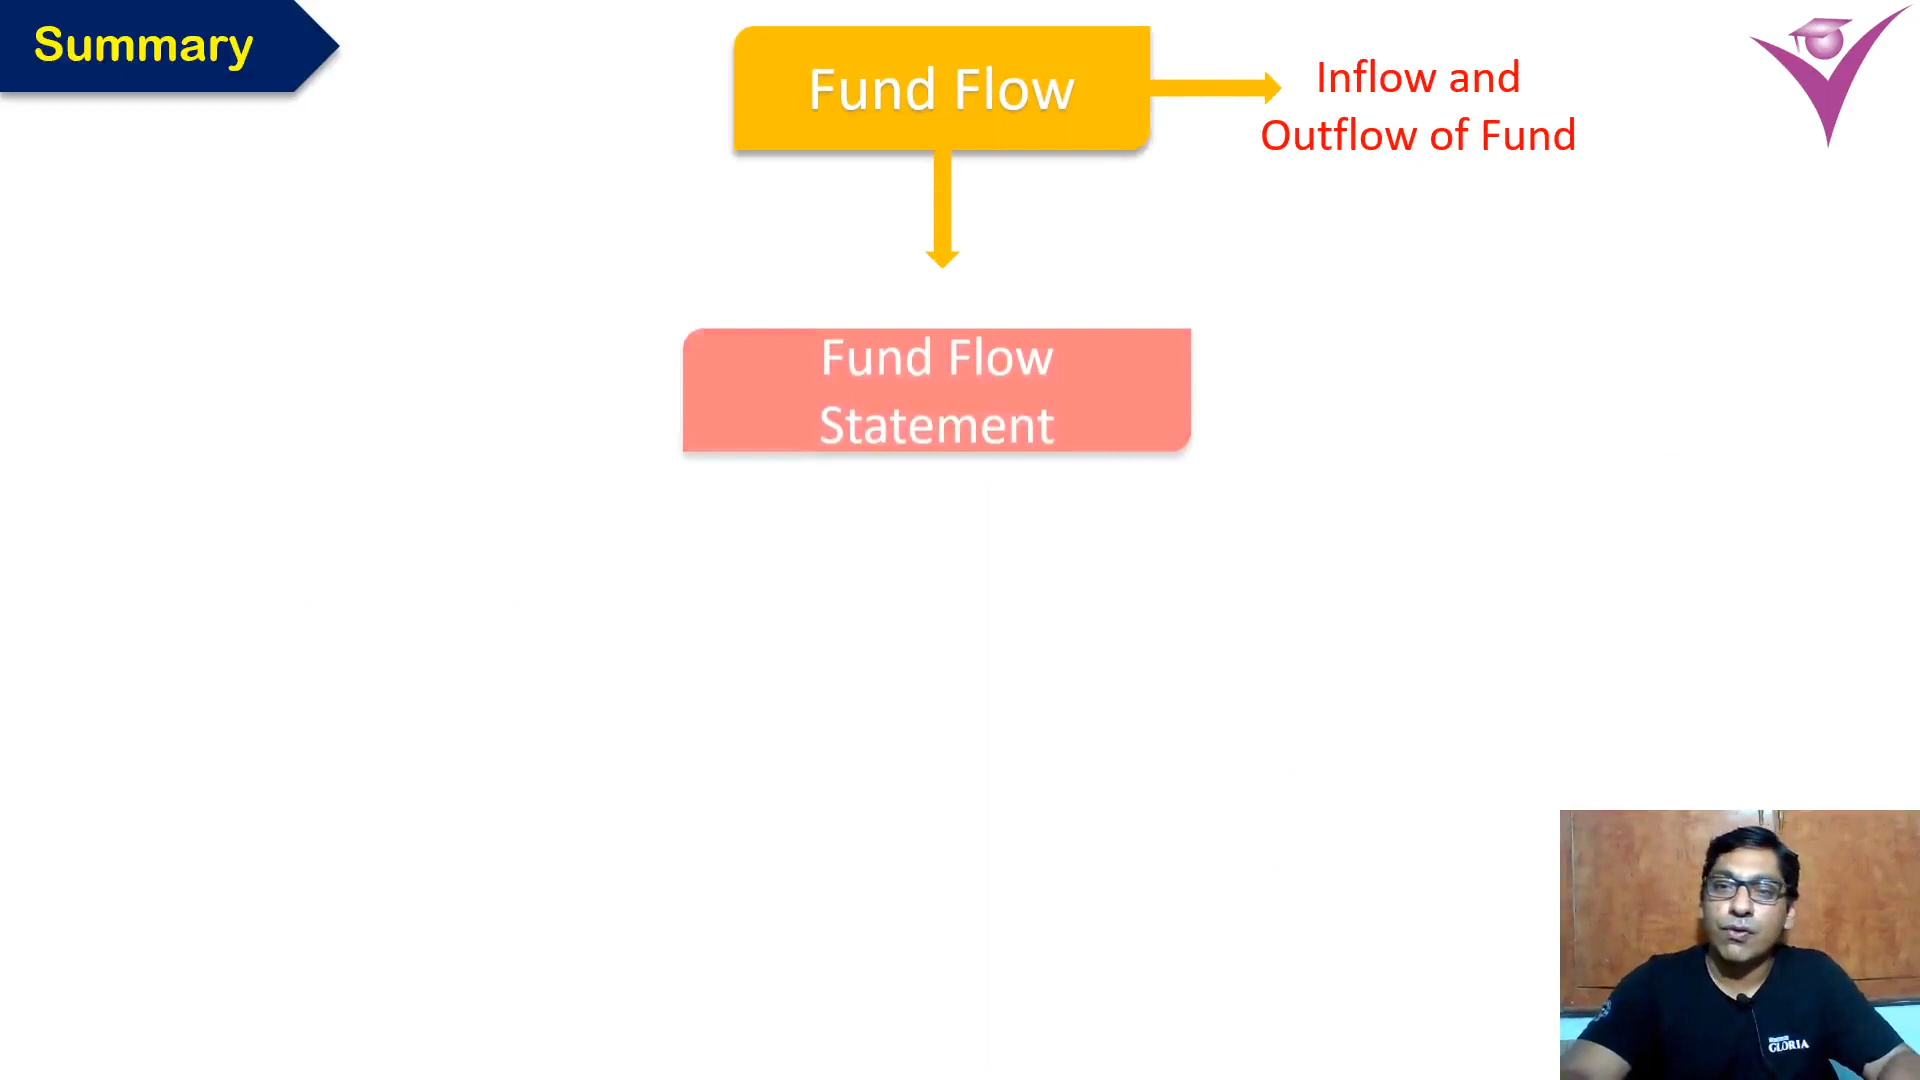 Summary
Fund Flow
Inflow and
Outflow of Fund
Fund Flow
Statement
GLORIA